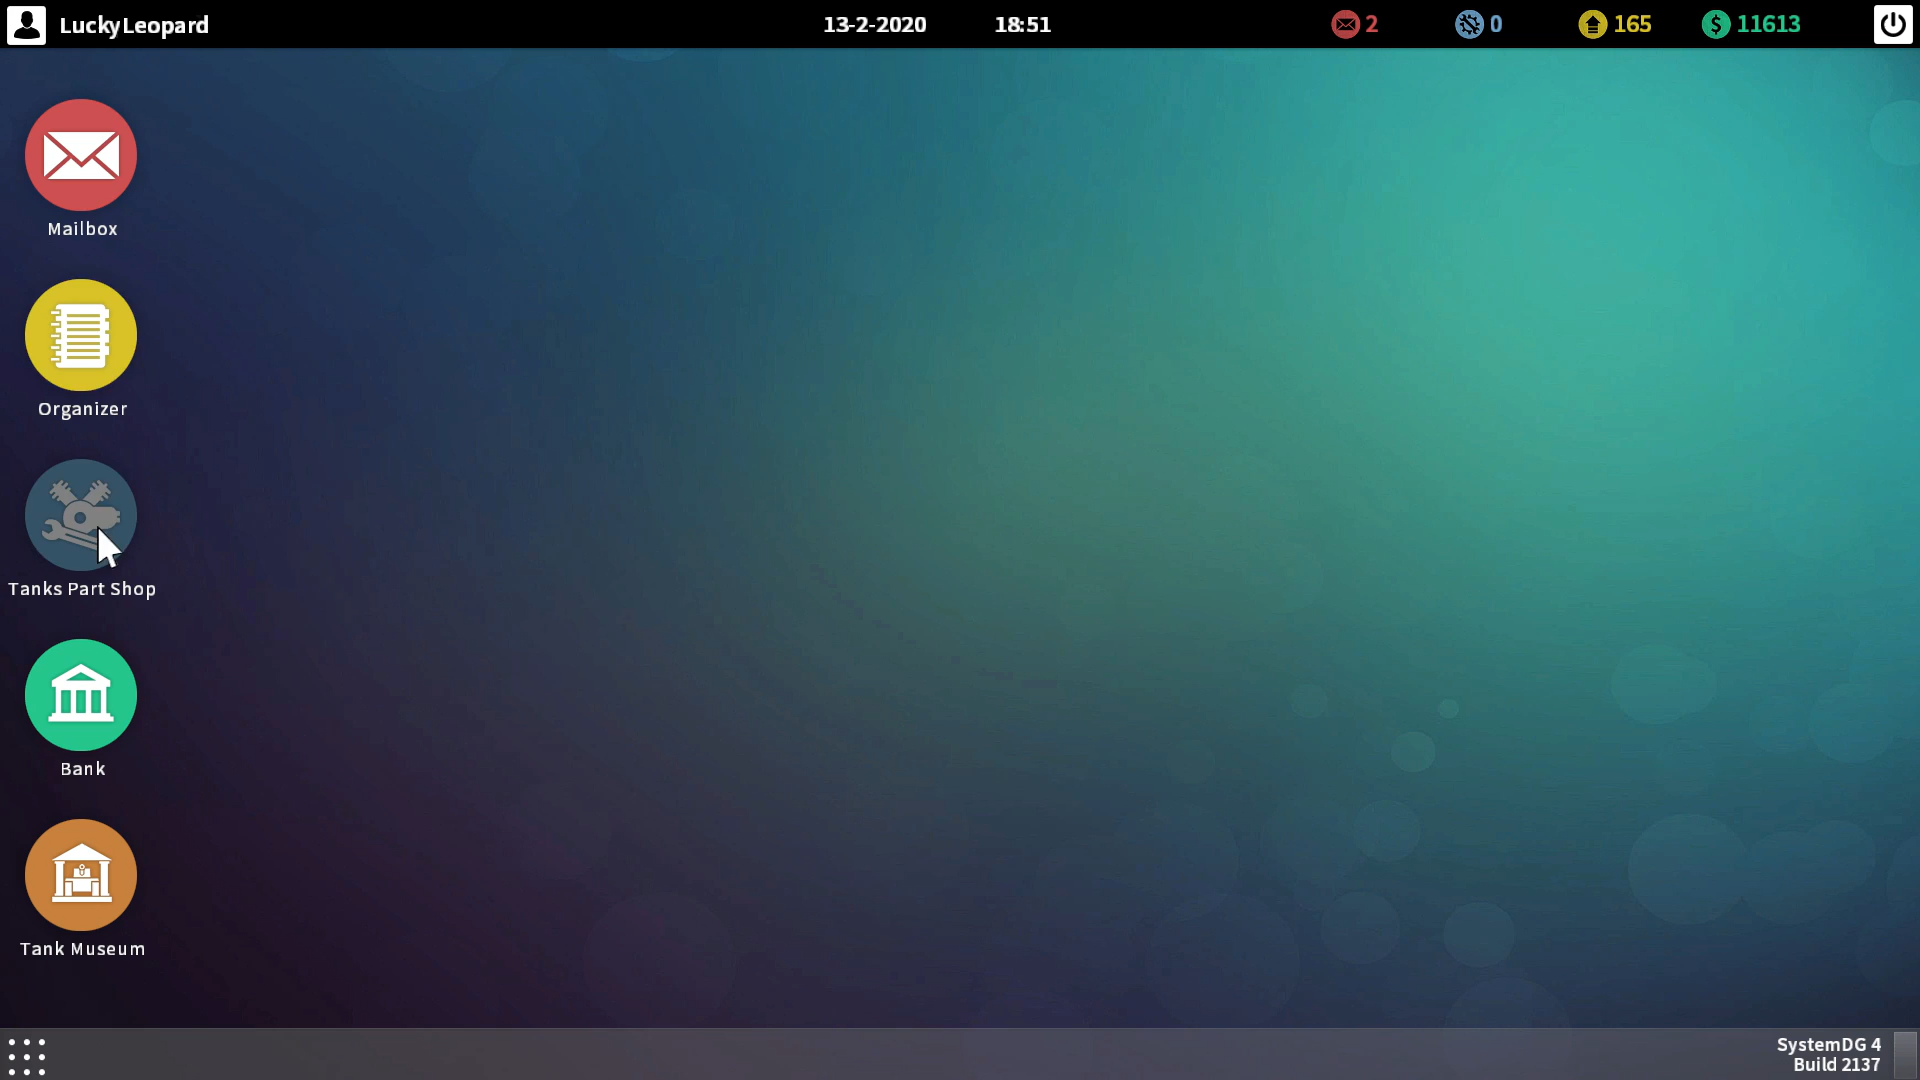 LuckyLeopard
13-2-2020
18:51
2
0
165
11613
Mailbox
Organizer
Tanks Part Shop
Bank
Tank Museum
SystemDG 4
Build 2137